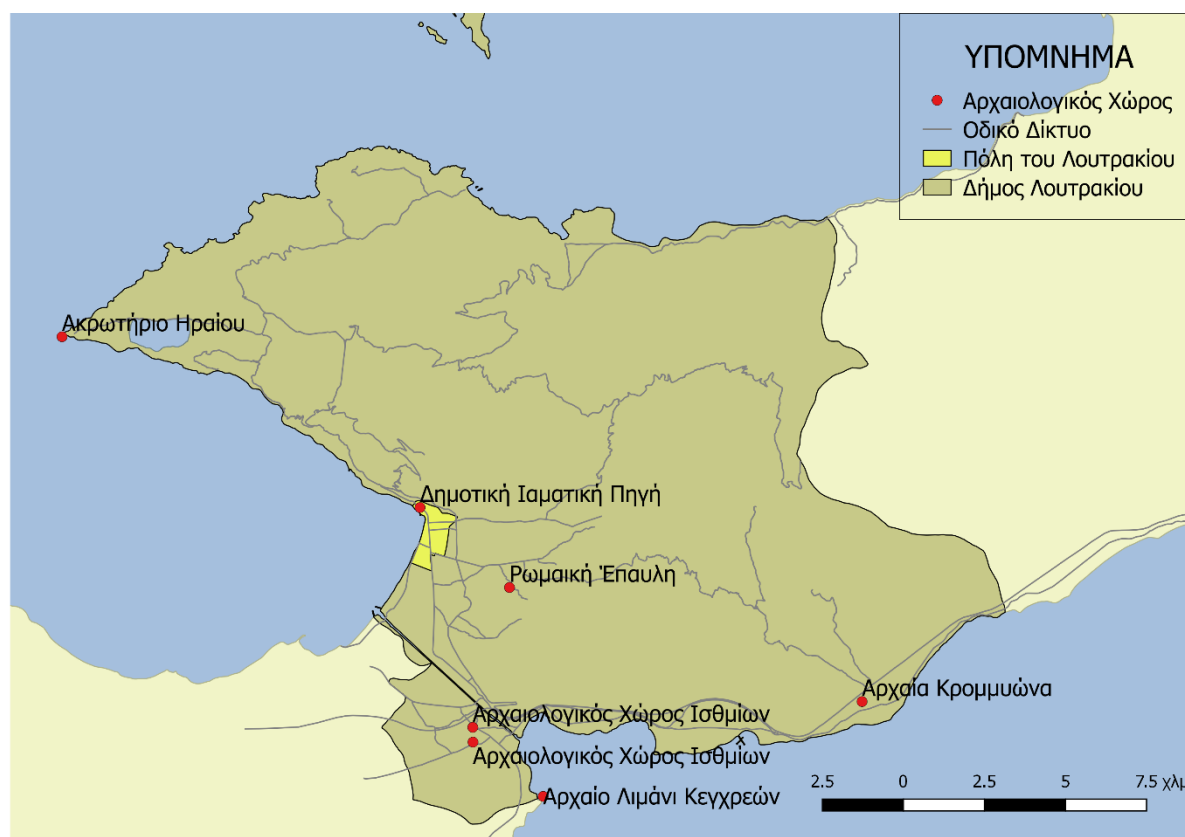 ΥΠΟΜΝΗΜΑ
Αρχαιολογικός Χώρος
Οδικό Δίκτυο
Πόλη του Λουτρακίου
Δήμος Λουτρακίου
Ακρωτήριο Ηραίου
Δημοτική Ιαματική Πηγή
Ρωμαική Έπαυλη
Αρχαία Κρομμυώνα
Αρχαιολογικός Χώρος Ισθμίων
Αρχαιολογικός Χώρος Ισθμίων
Αρχαίο Λιμάνι Κεγχρεών
2.5 0 2.5 5 7.5 χλμ